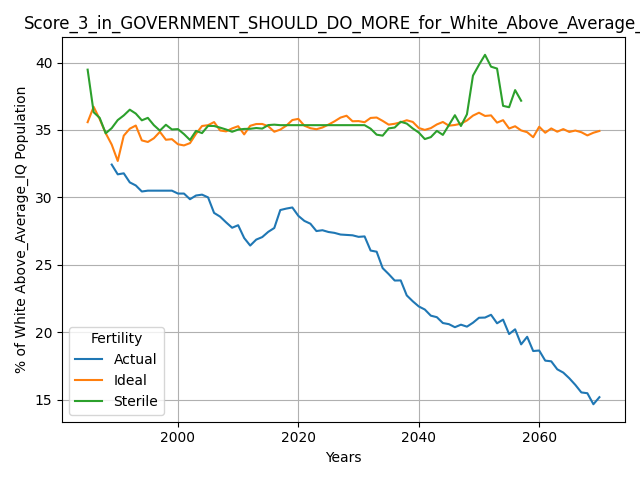 Score_3_in_GOVERNMENT_SHOULD_DO_MORE_for_White_Above_Average_
% of White Above_Average_IQ Population
40
35
30
25
20
15
Fertility
Actual
Ideal
Sterile
2000 2020 2040 2060
Years